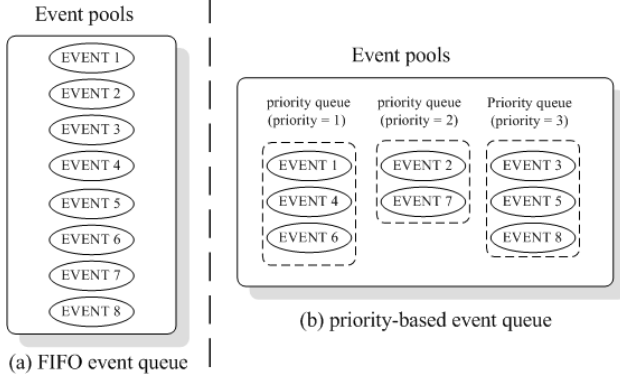 Event pools
EVENT 1
EVENT 2
EVENT 3
EVENT 4
EVENT 5
EVENT 6
EVENT 7
EVENT 8
(a) FIFO event queue
Event pools
priority queue
(priority = 1)
EVENT 1
EVENT 4
EVENT 6
priority queue
(priority = 2)
EVENT 2
EVENT 7
Priority queue
(priority = 3)
EVENT 3
EVENT 5
EVENT 8
(b) priority-based event queue